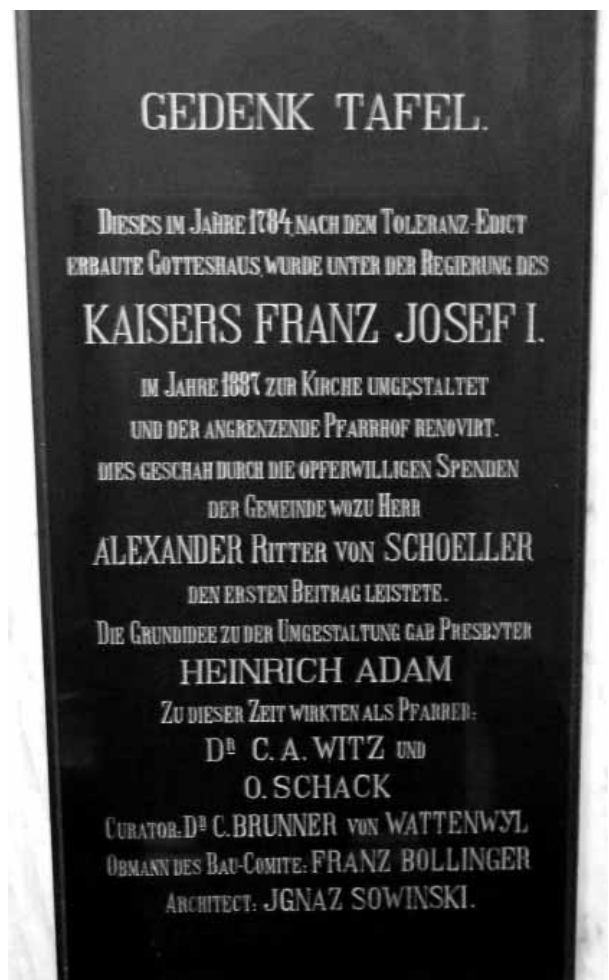 GEDENK TAFEL.
DIESES IM JAHRE 1784, NACH DEM TOLERANZ-EDICT
ERBAUTE GOTTESHAUS, WURDE UNTER DER REGIERUNG DES
KAISERS FRANZ JOSEF I.
IM JAHRE 1887 ZUR KIRCHE UMGESTALTET
UND DER ANGRENZENDE PFARRHOF RENOVIRT.
DIES GESCHAH DURCH DIE OPFERWILLIGEN SPENDEN
DER GEMEINDE WOZU HERR
ALEXANDER RITTER VON SCHOELLER
DEN ERSTEN BEITRAG LEISTETE.
DIE GRUNDIDEE ZU DER UMGESTALTUNG GAB PRESBYTER
HEINRICH ADAM
ZU DIESER ZEIT WIRKTEN ALS PFARRER:
DR C. A. WITZ UND
O. SCHACK
CURATOR: DR C. BRUNNER VON WATTENWYL
OBMANN DES BAU-COMITE: FRANZ BOLLINGER
ARCHITECT: JGNAZ SOWINSKI.